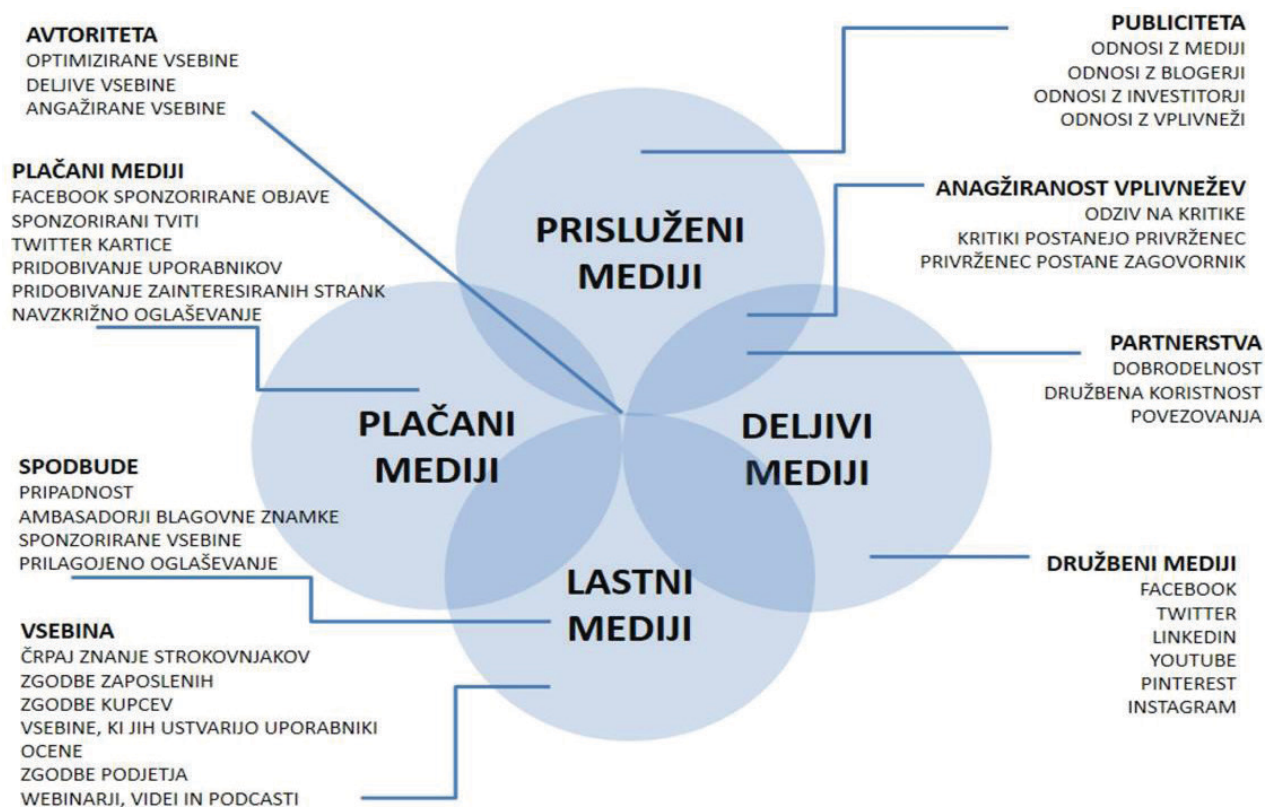 AVTORITETA
OPTIMIZIRANE VSEBINE
DELJIVE VSEBINE
ANGAŽIRANE VSEBINE
PLAČANI MEDIJI
FACEBOOK SPONZORIRANE OBJAVE
SPONZORIRANI TVITI
TWITTER KARTICE
PRIDOBIVANJE UPORABNIKOV
PRIDOBIVANJE ZAINTERESIRANIH STRANK
NAVZKRIŽNO OGLAŠEVANJE
SPODBUDE
PRIPADNOST
AMBASADORJI BLAGOVNE ZNAMKE
SPONZORIRANE VSEBINE
PRILAGOJENO OGLAŠEVANJE
VSEBINA
ČRPAJ ZNANJE STROKOVNJAKOV
ZGODBE ZAPOSLENIH
ZGODBE KUPCEV
VSEBINE, KI JIH USTVARIJO UPORABNIKI
OCENE
ZGODBE PODJETJA
WEBINARJI, VIDEI IN PODCASTI
PRISLUŽENI
MEDIJI
PLAČANI
MEDIJI
DELJIVI
MEDIJI
LASTNI
MEDIJI
PUBLICITETA
ODNOSI Z MEDIJI
ODNOSI Z BLOGERJI
ODNOSI Z INVESTITORJI
ODNOSI Z VPLIVNEŽI
ANAGŽIRANOST VPLIVNEŽEV
ODZIV NA KRITIKE
KRITIKI POSTANEJO PRIVRŽENEC
PRIVRŽENEC POSTANE ZAGOVORNIK
PARTNERSTVA
DOBRODELNOST
DRUŽBENA KORISTNOST
POVEZOVANJA
DRUŽBENI MEDIJI
FACEBOOK
TWITTER
LINKEDIN
YOUTUBE
PINTEREST
INSTAGRAM